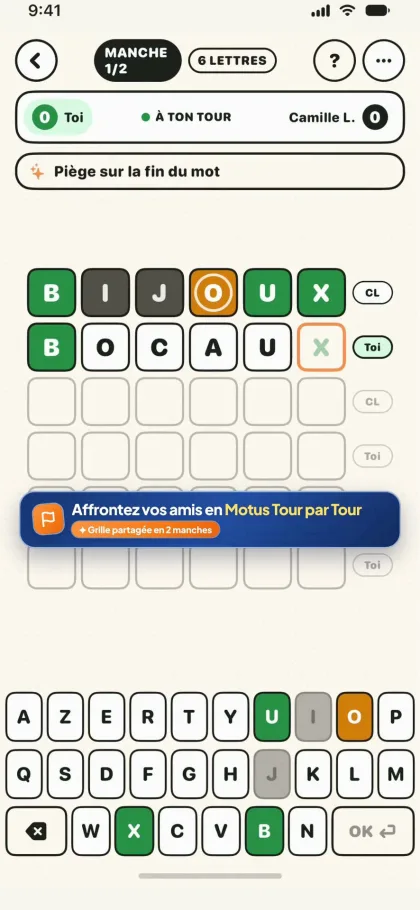 9:41
MANCHE
1/2
6 LETTRES
?
0 Toi
À TON TOUR
Camille L. 0
Piège sur la fin du mot
B I J O U X CL
B O C A U X Toi
CL
Toi
Affrontez vos amis en Motus Tour par Tour
Grille partagée en 2 manches
Toi
A Z E R T Y U I O P
Q S D F G H J K L M
W X C V B N OK